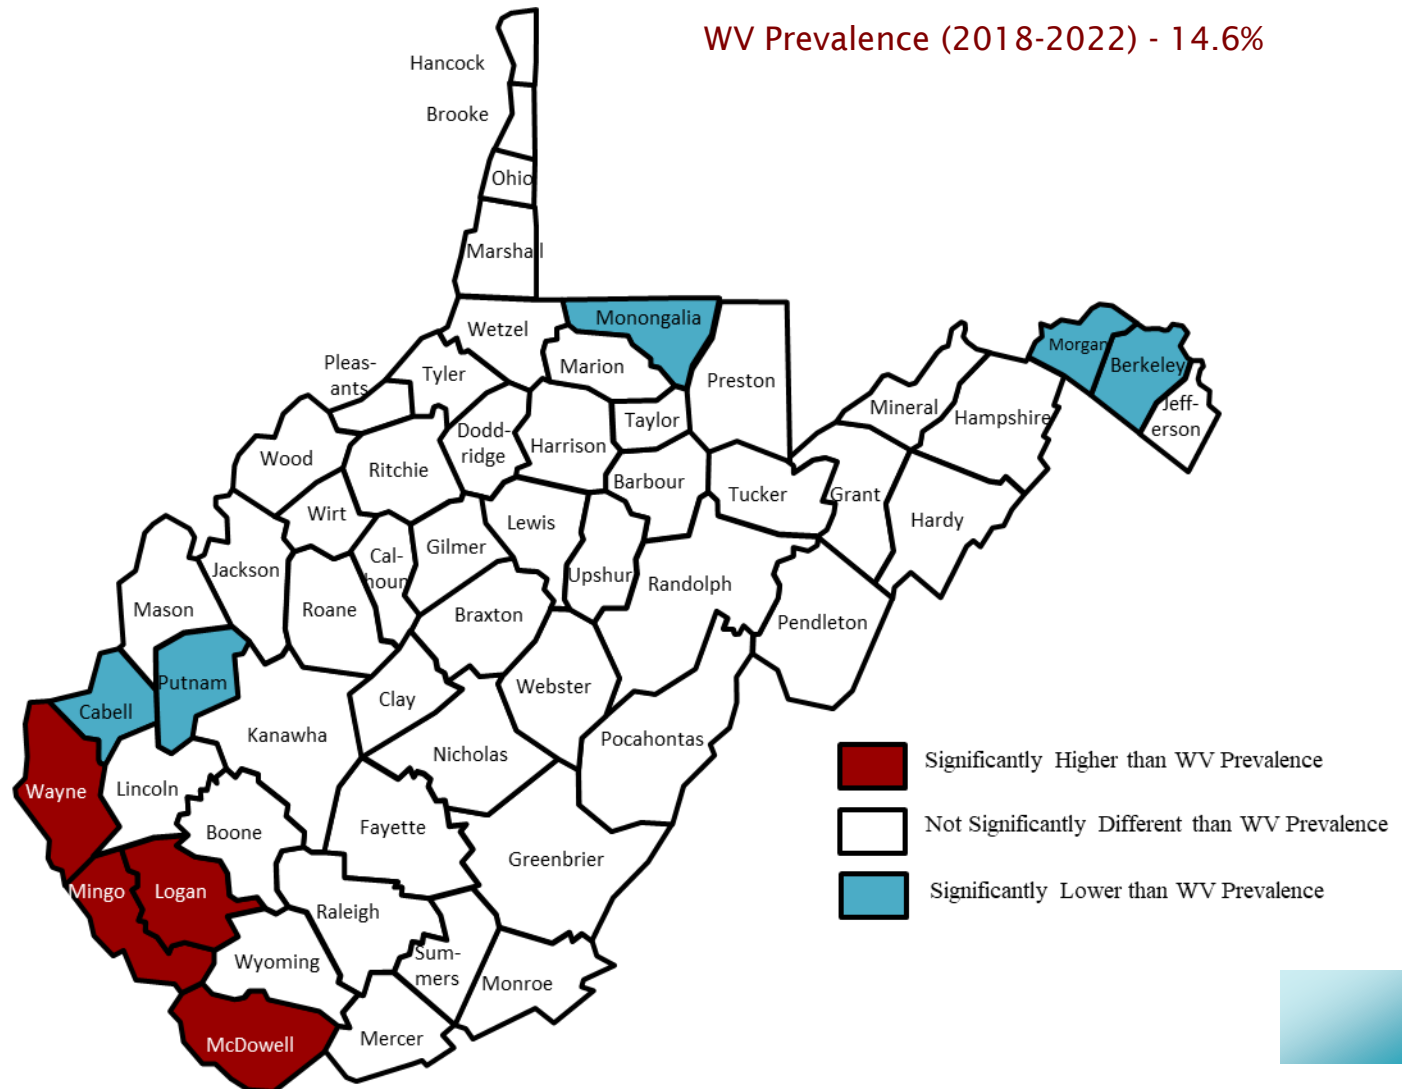 WV Prevalence (2018-2022) - 14.6%
Hancock
Brooke
Ohio
Marshall
Wetzel
Monongalia
Marion
Preston
Morgan
Berkeley
Jeff-
erson
Pleas-
ants
Tyler
Mineral
Hampshire
Wood
Ritchie
Dodd-
ridge
Harrison
Taylor
Barbour
Tucker
Grant
Hardy
Wirt
Lewis
Cal-
houn
Gilmer
Jackson
Upshur
Randolph
Mason
Roane
Braxton
Pendleton
Putnam
Cabell
Clay
Webster
Kanawha
Nicholas
Pocahontas
Wayne
Lincoln
Boone
Fayette
Greenbrier
Mingo
Logan
Raleigh
Wyoming
Sum-
mers
Monroe
McDowell
Mercer
Significantly Higher than WV Prevalence
Not Significantly Different than WV Prevalence
Significantly Lower than WV Prevalence